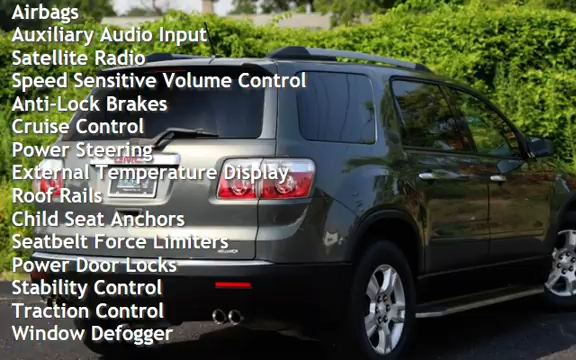 Airbags
Auxiliary Audio Input
Satellite Radio
Speed Sensitive Volume Control
Anti-Lock Brakes
Cruise Control
Power Steering
GMC
External Temperature Display
Roof Rails
Child Seat Anchors
Seatbelt Force Limiters
Power Door Locks
Stability Control
Traction Control
Window Defogger